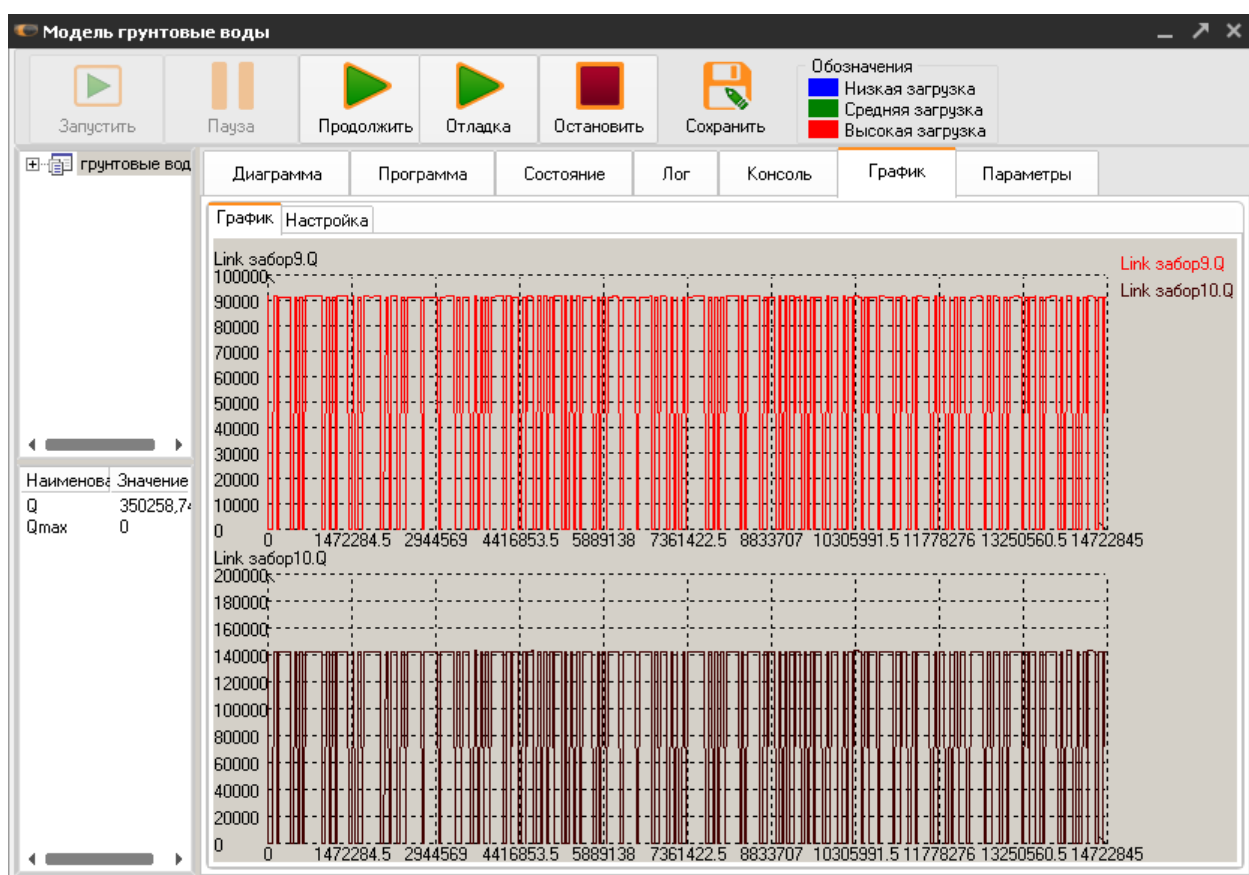 Модель грунтовые воды
Запустить Пауза Продолжить Отладка Остановить Сохранить
Обозначения
Низкая загрузка
Средняя загрузка
Высокая загрузка
грунтовые вод
Диаграмма Программа Состояние Лог Консоль График Параметры
График Настройка
Наименова Значение
Q 350258,74
Qmax 0
Link забор9.Q
Link забор9.Q
Link забор10.Q
100000
90000
80000
70000
60000
50000
40000
30000
20000
10000
0
0 1472284.5 2944569 4416853.5 5889138 7361422.5 8833707 10305991.5 11778276 13250560.5 14722845
Link забор10.Q
200000
180000
160000
140000
120000
100000
80000
60000
40000
20000
0
0 1472284.5 2944569 4416853.5 5889138 7361422.5 8833707 10305991.5 11778276 13250560.5 14722845